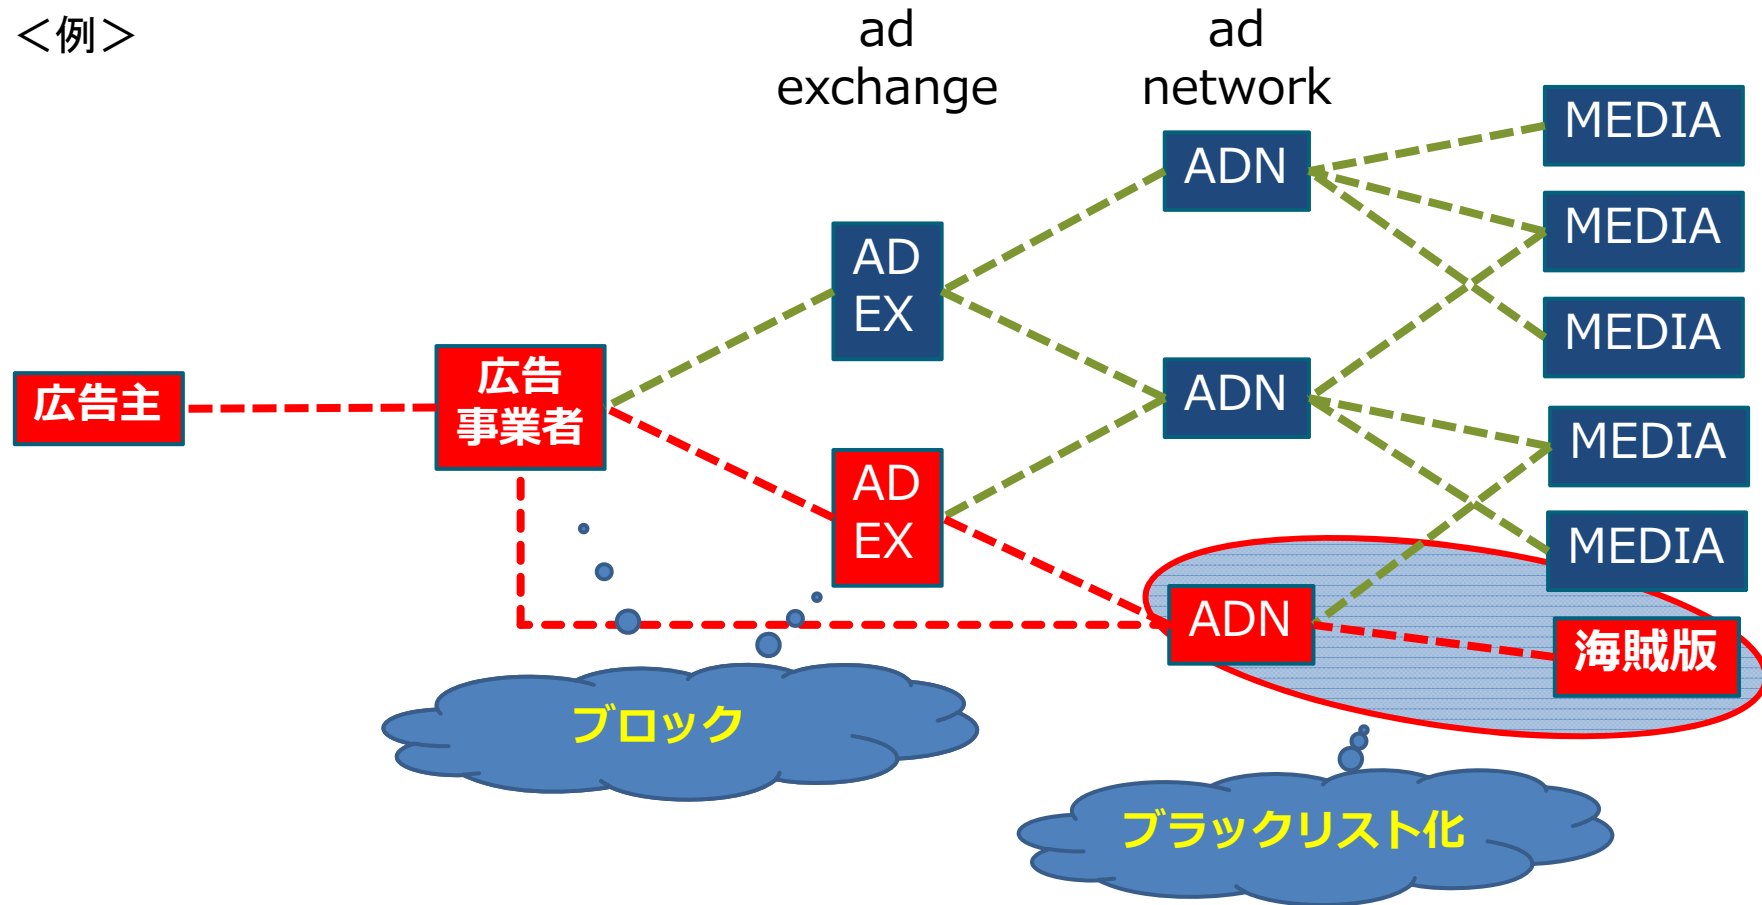 ＜例＞
ad
exchange
ad
network
MEDIA
ADN
MEDIA
AD
EX
MEDIA
広告
事業者
広告主
ADN
MEDIA
AD
EX
MEDIA
ADN
海賊版
ブロック
ブラックリスト化